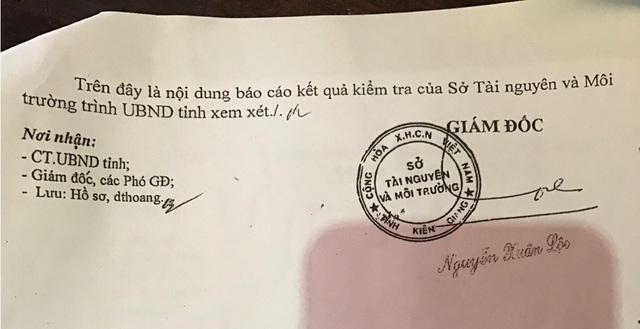 Trên đây là nội dung báo cáo kết quả kiểm tra của Sở Tài nguyên và Môi
trường trình UBND tỉnh xem xét./.
Nơi nhận:
- CT.UBND tỉnh;
- Giám đốc, các Phó GĐ;
- Lưu: Hồ sơ, dthoang.
GIÁM ĐỐC
CỘNG HÒA X.H.C.N VIỆT NAM
SỞ
TÀI NGUYÊN
VÀ MÔI TRƯỜNG
TỈNH KIÊN GIANG
Nguyễn Xuân Lộc